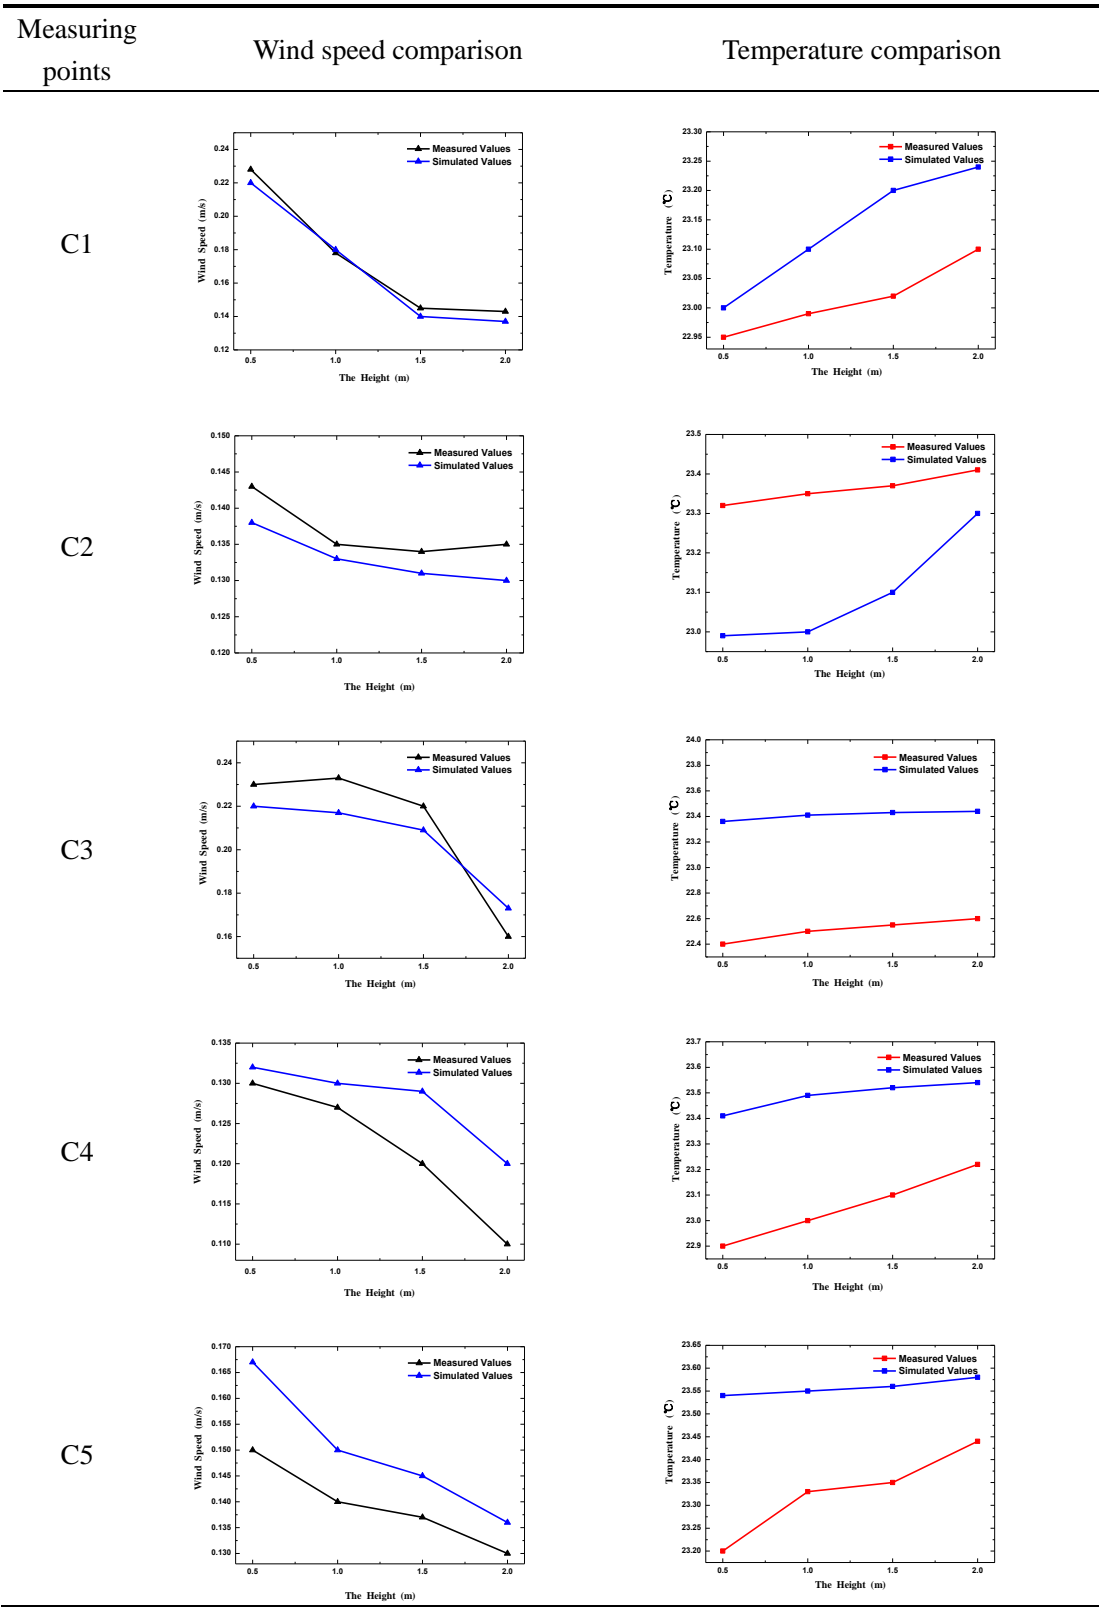 Measuring
points
Wind speed comparison
Temperature comparison
C1
0.24
0.22
0.20
0.18
0.16
0.14
0.12
0.5 1.0 1.5 2.0
Wind Speed (m/s)
The Height (m)
Measured Values
Simulated Values
23.30
23.25
23.20
23.15
23.10
23.05
23.00
22.95
0.5 1.0 1.5 2.0
Temperature (℃)
The Height (m)
Measured Values
Simulated Values
C2
0.150
0.145
0.140
0.135
0.130
0.125
0.120
0.5 1.0 1.5 2.0
Wind Speed (m/s)
The Height (m)
Measured Values
Simulated Values
23.5
23.4
23.3
23.2
23.1
23.0
0.5 1.0 1.5 2.0
Temperature (℃)
The Height (m)
Measured Values
Simulated Values
C3
0.24
0.22
0.20
0.18
0.16
0.5 1.0 1.5 2.0
Wind Speed (m/s)
The Height (m)
Measured Values
Simulated Values
24.0
23.8
23.6
23.4
23.2
23.0
22.8
22.6
22.4
0.5 1.0 1.5 2.0
Temperature (℃)
The Height (m)
Measured Values
Simulated Values
C4
0.135
0.130
0.125
0.120
0.115
0.110
0.5 1.0 1.5 2.0
Wind Speed (m/s)
The Height (m)
Measured Values
Simulated Values
23.7
23.6
23.5
23.4
23.3
23.2
23.1
23.0
22.9
0.5 1.0 1.5 2.0
Temperature (℃)
The Height (m)
Measured Values
Simulated Values
C5
0.170
0.165
0.160
0.155
0.150
0.145
0.140
0.135
0.130
0.5 1.0 1.5 2.0
Wind Speed (m/s)
The Height (m)
Measured Values
Simulated Values
23.65
23.60
23.55
23.50
23.45
23.40
23.35
23.30
23.25
23.20
0.5 1.0 1.5 2.0
Temperature (℃)
The Height (m)
Measured Values
Simulated Values